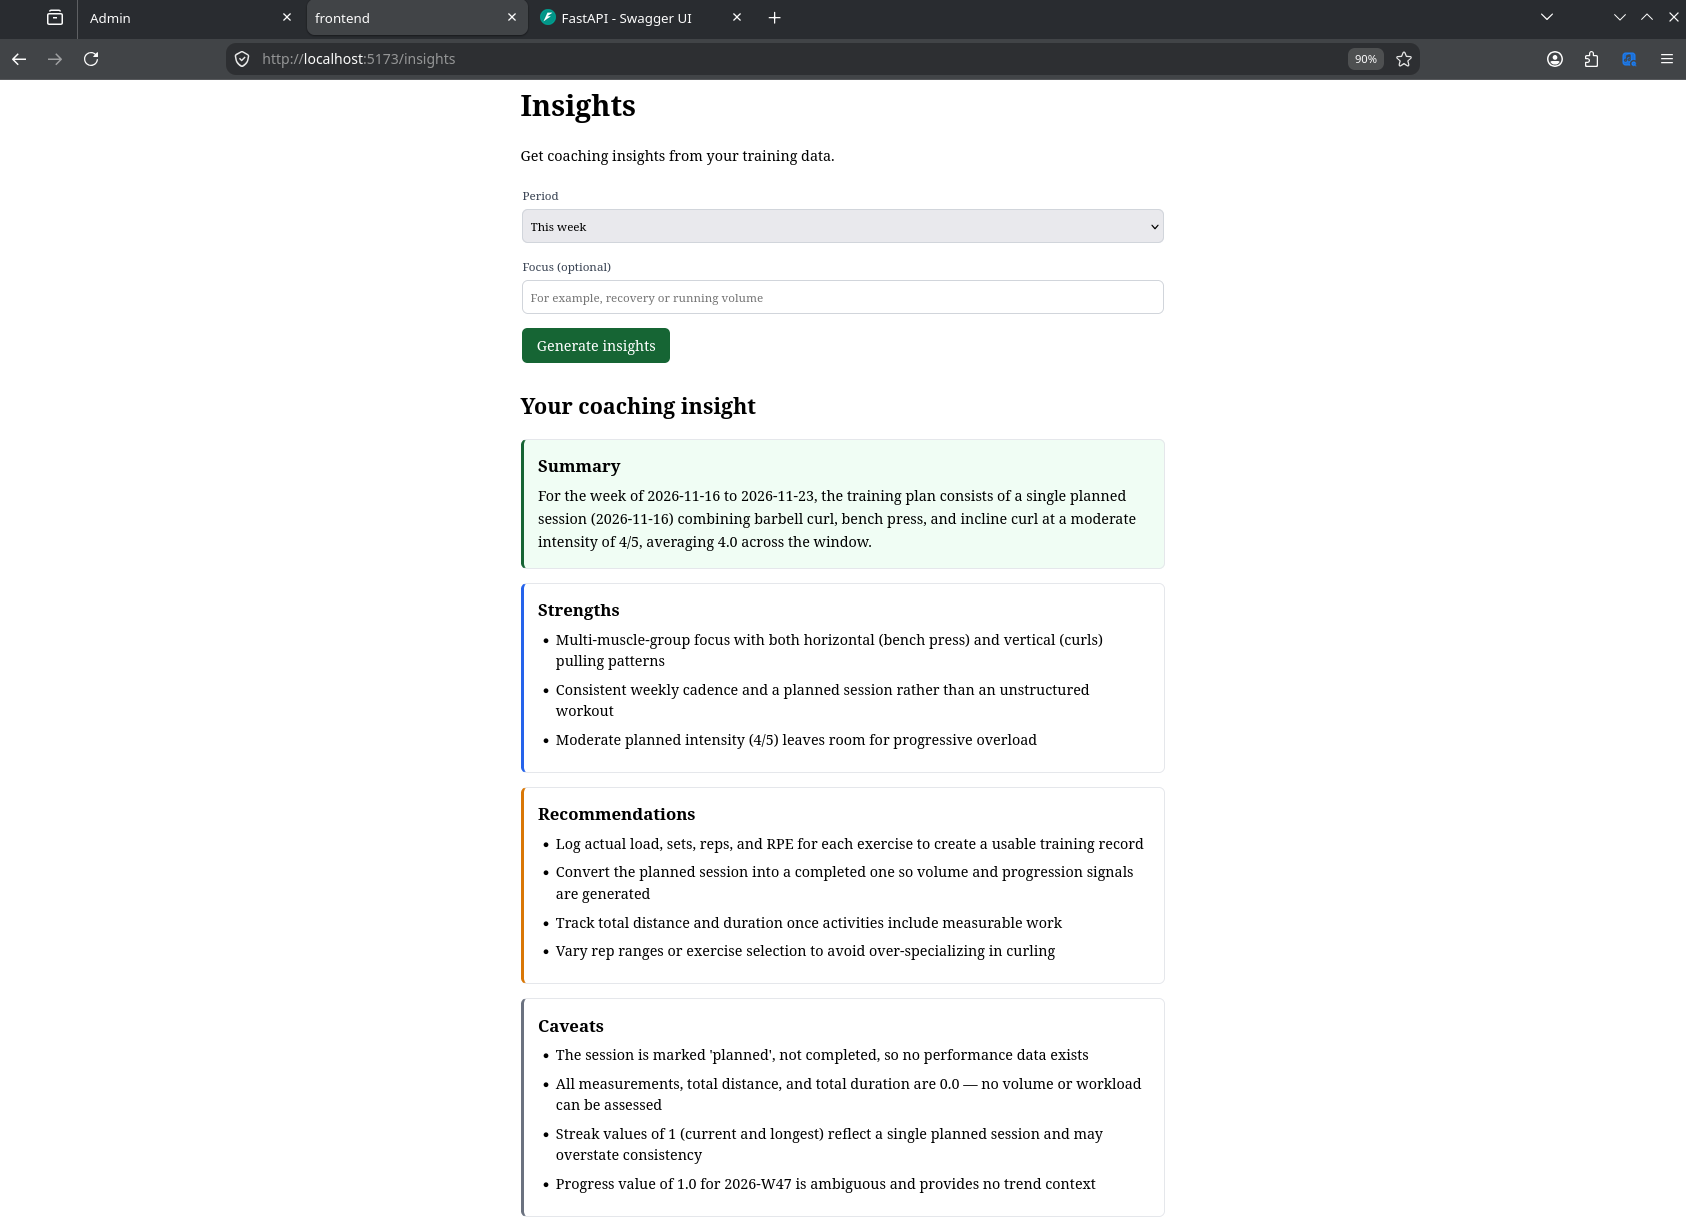 Admin
frontend
FastAPI - Swagger UI
http://localhost:5173/insights
90%
Insights
Get coaching insights from your training data.
Period
This week
Focus (optional)
For example, recovery or running volume
Generate insights
Your coaching insight
Summary
For the week of 2026-11-16 to 2026-11-23, the training plan consists of a single planned
session (2026-11-16) combining barbell curl, bench press, and incline curl at a moderate
intensity of 4/5, averaging 4.0 across the window.
Strengths
• Multi-muscle-group focus with both horizontal (bench press) and vertical (curls)
pulling patterns
• Consistent weekly cadence and a planned session rather than an unstructured
workout
• Moderate planned intensity (4/5) leaves room for progressive overload
Recommendations
• Log actual load, sets, reps, and RPE for each exercise to create a usable training record
• Convert the planned session into a completed one so volume and progression signals
are generated
• Track total distance and duration once activities include measurable work
• Vary rep ranges or exercise selection to avoid over-specializing in curling
Caveats
• The session is marked 'planned', not completed, so no performance data exists
• All measurements, total distance, and total duration are 0.0 — no volume or workload
can be assessed
• Streak values of 1 (current and longest) reflect a single planned session and may
overstate consistency
• Progress value of 1.0 for 2026-W47 is ambiguous and provides no trend context